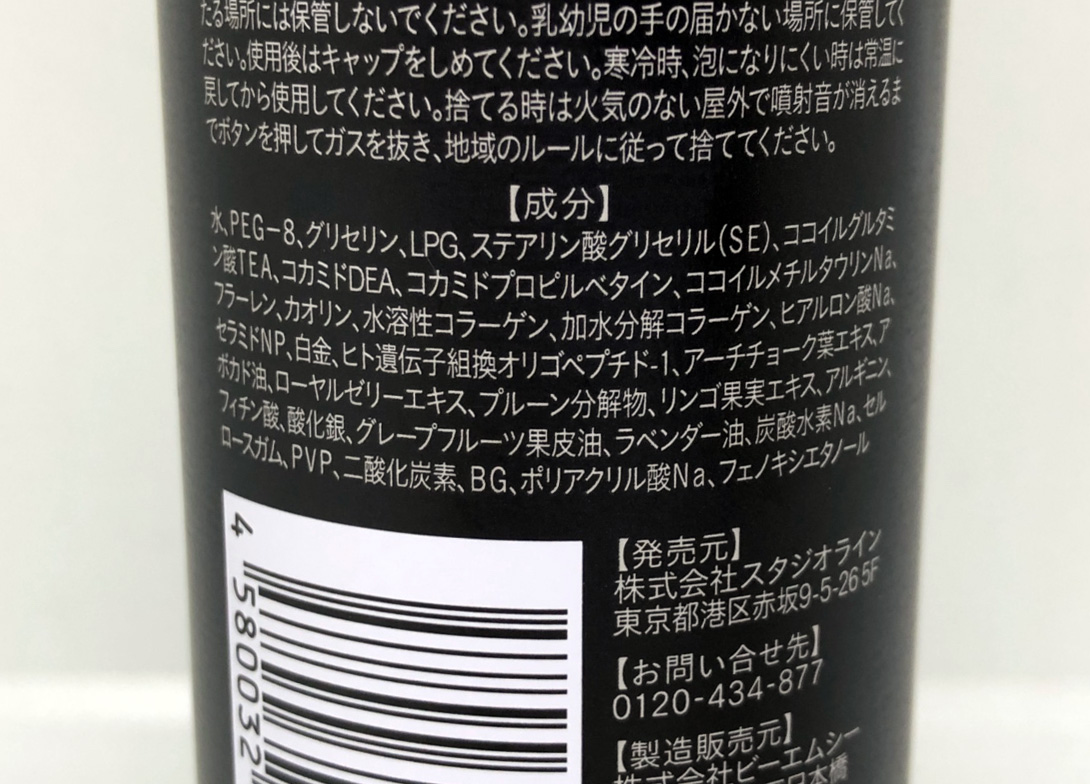 たる場所には保管しないでください。乳幼児の手の届かない場所に保管してく
ださい。使用後はキャップをしめてください。寒冷時、泡になりにくい時は常温に
戻してから使用してください。捨てる時は火気のない屋外で噴射音が消えるま
でボタンを押してガスを抜き、地域のルールに従って捨ててください。
【成分】
水、PEG-8、グリセリン、LPG、ステアリン酸グリセリル(SE)、ココイルグルタミ
ン酸TEA、コカミドDEA、コカミドプロピルベタイン、ココイルメチルタウリンNa、
フラーレン、カオリン、水溶性コラーゲン、加水分解コラーゲン、ヒアルロン酸Na、
セラミドNP、白金、ヒト遺伝子組換オリゴペプチド-1、アーチチョーク葉エキス、ア
ボカド油、ローヤルゼリーエキス、プルーン分解物、リンゴ果実エキス、アルギニン、
フィチン酸、酸化銀、グレープフルーツ果皮油、ラベンダー油、炭酸水素Na、セル
ロースガム、PVP、二酸化炭素、BG、ポリアクリル酸Na、フェノキシエタノール
4 580032
【発売元】
株式会社スタジオライン
東京都港区赤坂9-5-26 5F
【お問い合せ先】
0120-434-877
【製造販売元】
株式会社ビーエムシー
日本橋